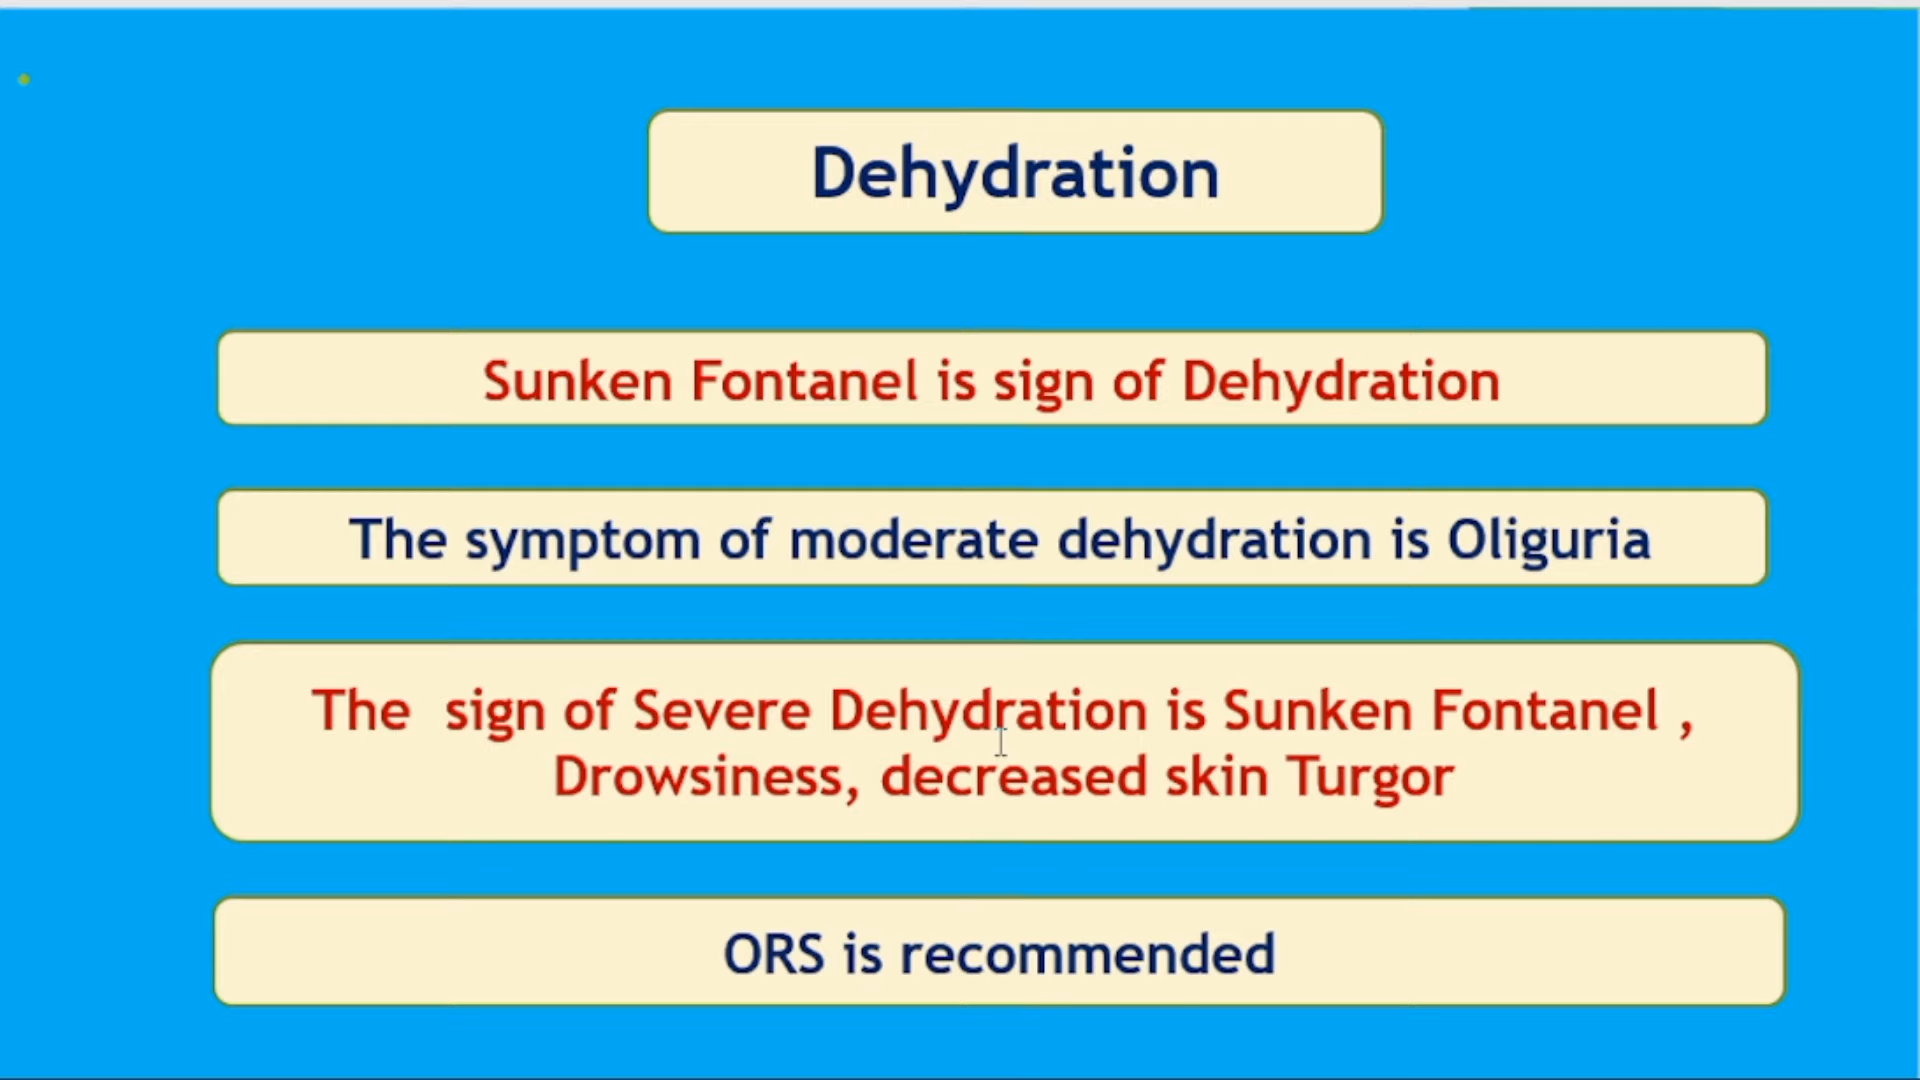 Dehydration
Sunken Fontanel is sign of Dehydration
The symptom of moderate dehydration is Oliguria
The  sign of Severe Dehydration is Sunken Fontanel ,
Drowsiness, decreased skin Turgor
ORS is recommended